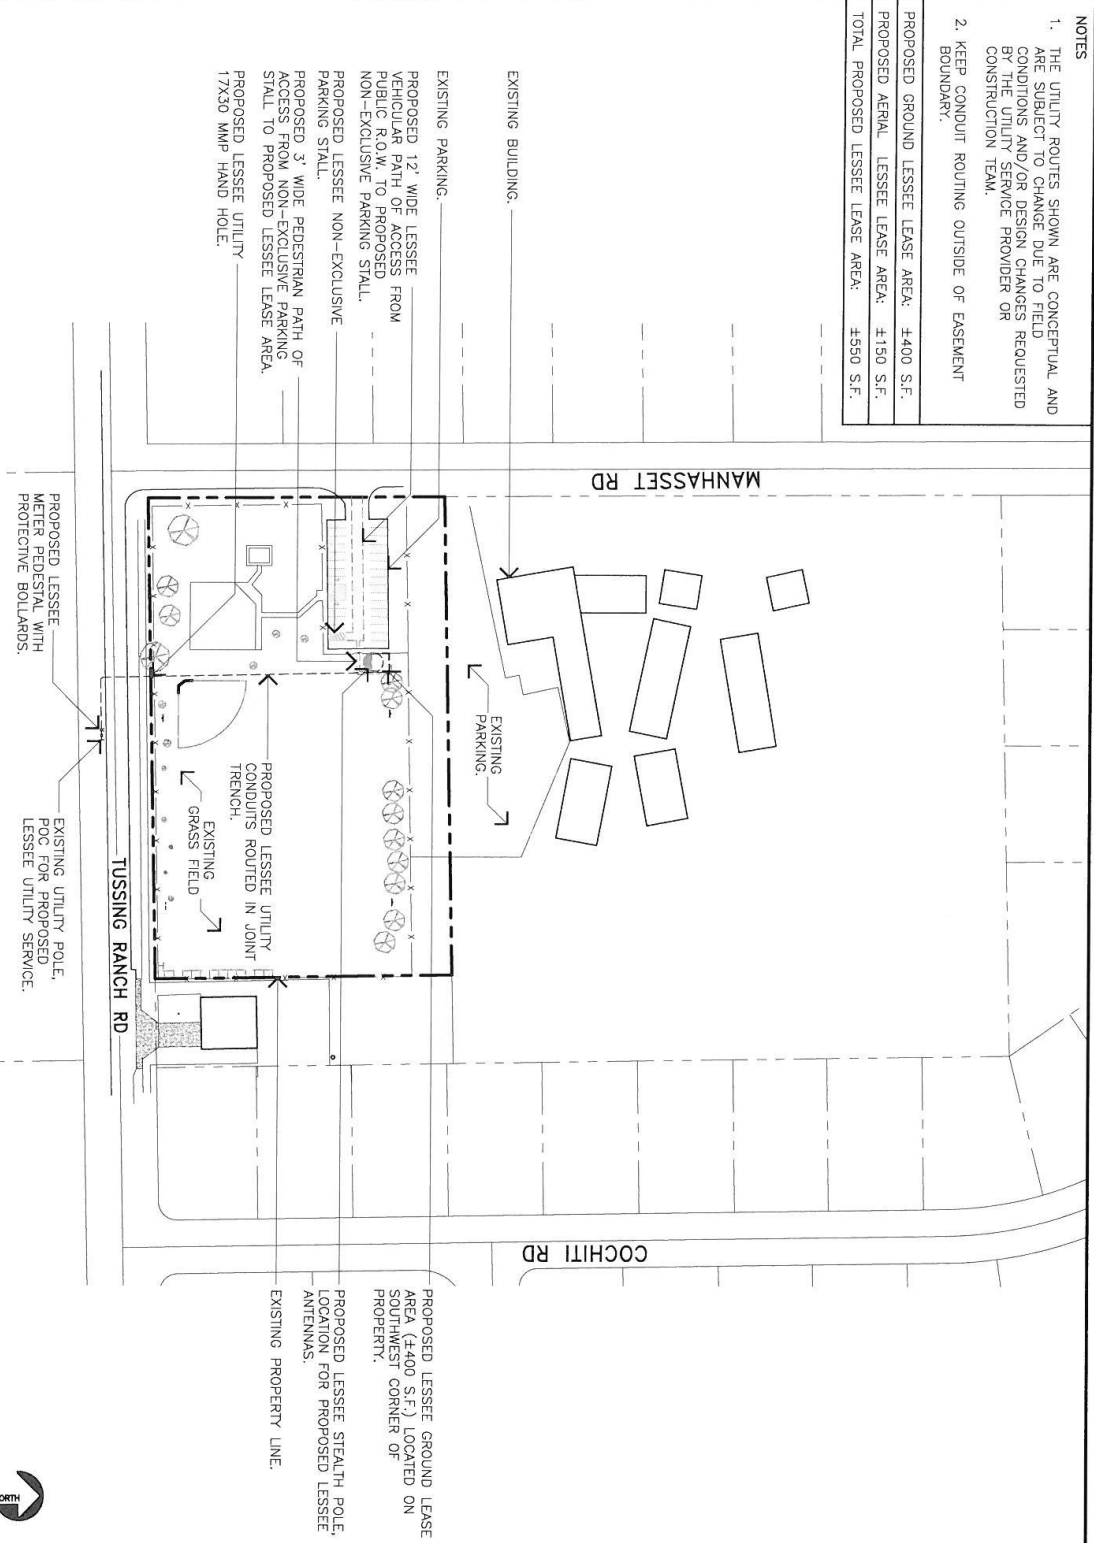 NOTES
1. THE UTILITY ROUTES SHOWN ARE CONCEPTUAL AND
ARE SUBJECT TO CHANGE DUE TO FIELD
CONDITIONS AND/OR DESIGN CHANGES REQUESTED
BY THE UTILITY SERVICE PROVIDER OR
CONSTRUCTION TEAM.
2. KEEP CONDUIT ROUTING OUTSIDE OF EASEMENT
BOUNDARY.
PROPOSED GROUND LESSEE LEASE AREA: ±400 S.F.
PROPOSED AERIAL LESSEE LEASE AREA: ±150 S.F.
TOTAL PROPOSED LESSEE LEASE AREA: ±550 S.F.
EXISTING BUILDING.
EXISTING PARKING.
PROPOSED 12' WIDE LESSEE
VEHICULAR PATH OF ACCESS FROM
PUBLIC R.O.W. TO PROPOSED
NON-EXCLUSIVE PARKING STALL.
PROPOSED LESSEE NON-EXCLUSIVE
PARKING STALL.
PROPOSED 3' WIDE PEDESTRIAN PATH OF
ACCESS FROM NON-EXCLUSIVE PARKING
STALL TO PROPOSED LESSEE LEASE AREA.
PROPOSED LESSEE UTILITY
17X30 MMP HAND HOLE.
MANHASSET RD
EXISTING
PARKING.
PROPOSED LESSEE UTILITY
CONDUITS ROUTED IN JOINT
TRENCH.
EXISTING
GRASS FIELD
TUSSING RANCH RD
PROPOSED LESSEE
METER PEDESTAL WITH
PROTECTIVE BOLLARDS.
EXISTING UTILITY POLE,
POC FOR PROPOSED
LESSEE UTILITY SERVICE.
COCHITI RD
PROPOSED LESSEE GROUND LEASE
AREA (±400 S.F.) LOCATED ON
SOUTHWEST CORNER OF
PROPERTY.
PROPOSED LESSEE STEALTH POLE,
LOCATION FOR PROPOSED LESSEE
ANTENNAS.
EXISTING PROPERTY LINE.
ORTH